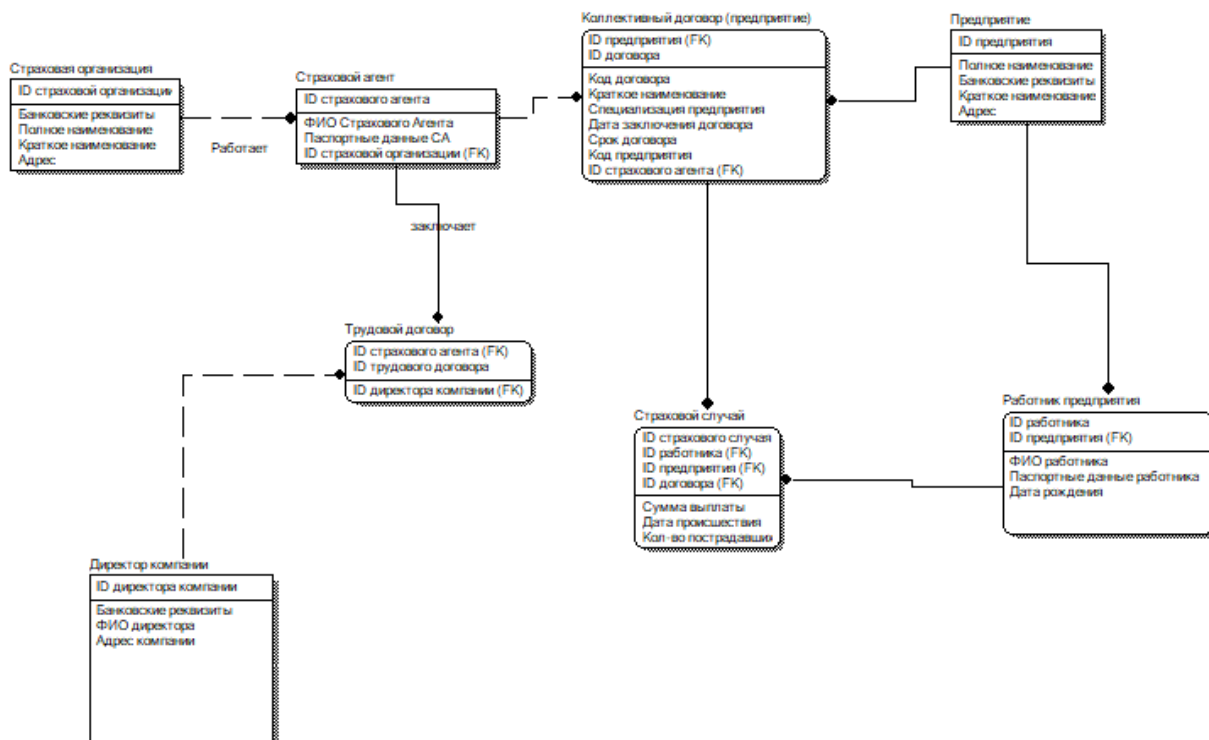 Страховая организация
ID страховой организации
Банковские реквизиты
Полное наименование
Краткое наименование
Адрес
Работает
Страховой агент
ID страхового агента
ФИО Страхового Агента
Паспортные данные СА
ID страховой организации (FK)
заключает
Коллективный договор (предприятие)
ID предприятия (FK)
ID договора
Код договора
Краткое наименование
Специализация предприятия
Дата заключения договора
Срок договора
Код предприятия
ID страхового агента (FK)
Предприятие
ID предприятия
Полное наименование
Банковские реквизиты
Краткое наименование
Адрес
Трудовой договор
ID страхового агента (FK)
ID трудового договора
ID директора компании (FK)
Страховой случай
ID страхового случая
ID работника (FK)
ID предприятия (FK)
ID договора (FK)
Сумма выплаты
Дата происшествия
Кол-во пострадавших
Работник предприятия
ID работника
ID предприятия (FK)
ФИО работника
Паспортные данные работника
Дата рождения
Директор компании
ID директора компании
Банковские реквизиты
ФИО директора
Адрес компании